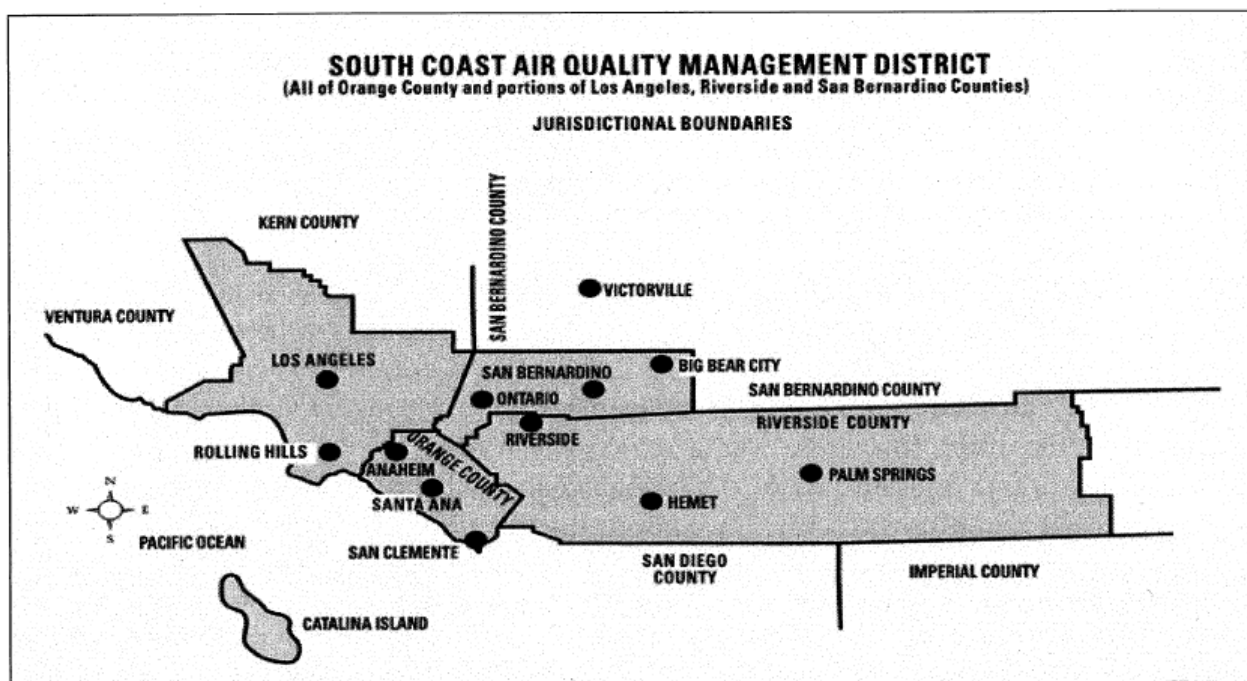 SOUTH COAST AIR QUALITY MANAGEMENT DISTRICT
(All of Orange County and portions of Los Angeles, Riverside and San Bernardino Counties)
JURISDICTIONAL BOUNDARIES
KERN COUNTY
SAN BERNARDINO COUNTY
VICTORVILLE
VENTURA COUNTY
LOS ANGELES
SAN BERNARDINO
BIG BEAR CITY
SAN BERNARDINO COUNTY
ONTARIO
RIVERSIDE COUNTY
RIVERSIDE
ROLLING HILLS
ORANGE COUNTY
ANAHEIM
PALM SPRINGS
SANTA ANA
HEMET
N
W E
S
PACIFIC OCEAN
SAN CLEMENTE
SAN DIEGO
COUNTY
IMPERIAL COUNTY
CATALINA ISLAND